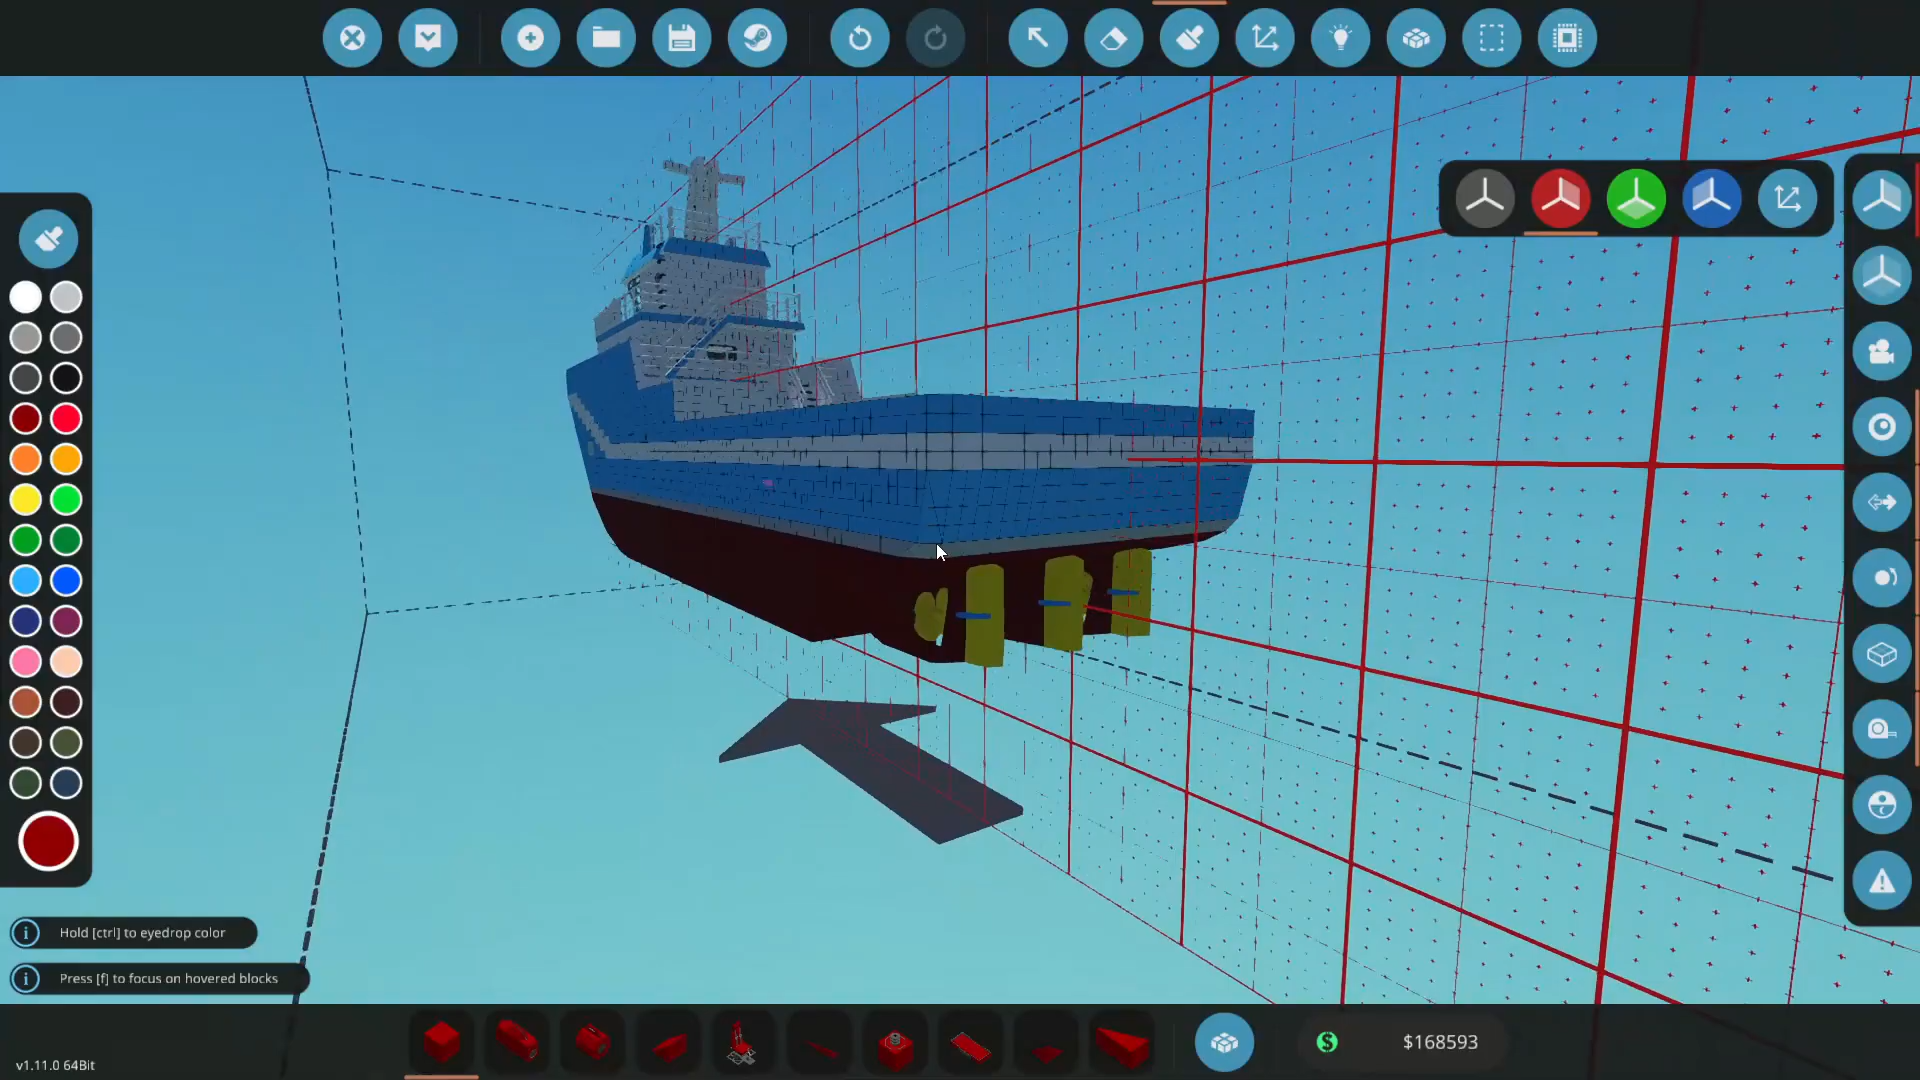 Hold [ctrl] to eyedrop color
Press [f] to focus on hovered blocks
$168593
v1.11.0 64Bit